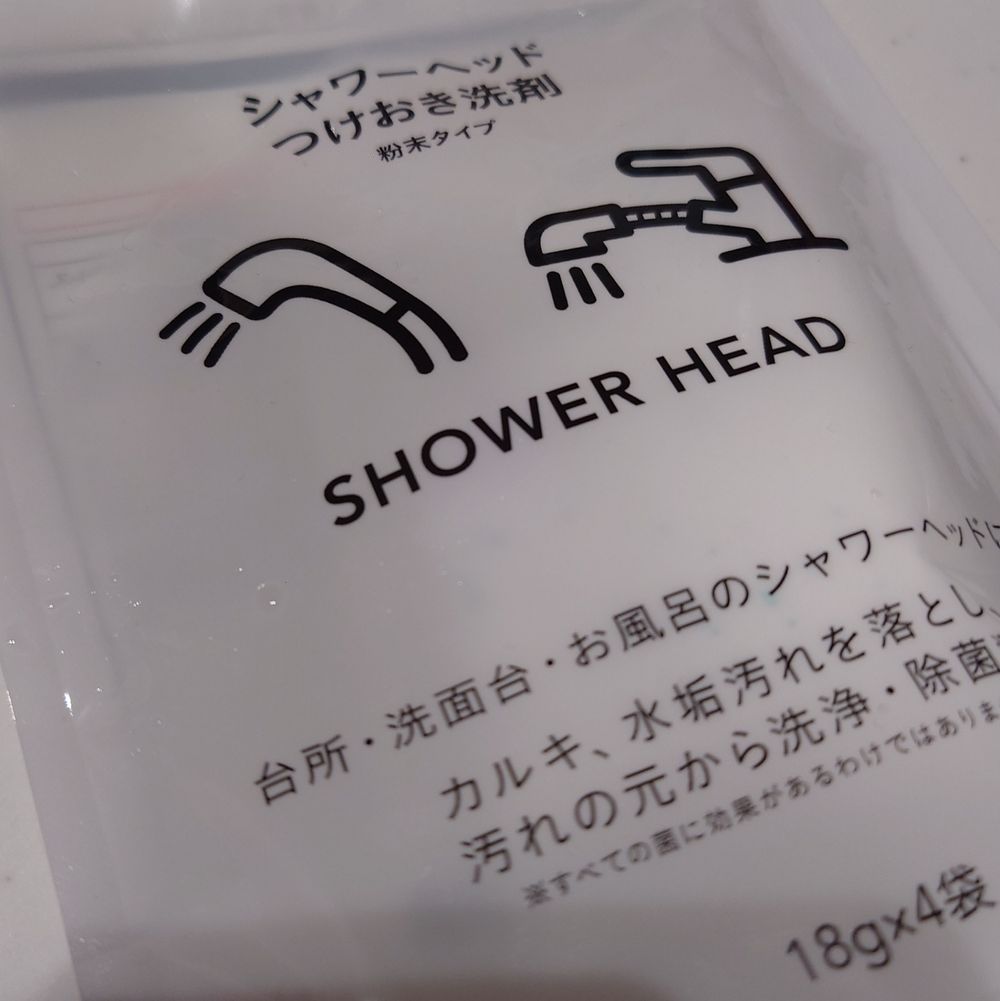 シャワーヘッド
つけおき洗剤
粉末タイプ
SHOWER HEAD
台所・洗面台・お風呂のシャワーヘッドに
カルキ、水垢汚れを落とし、
汚れの元から洗浄・除菌
※すべての菌に効果があるわけではありま
18g×4袋